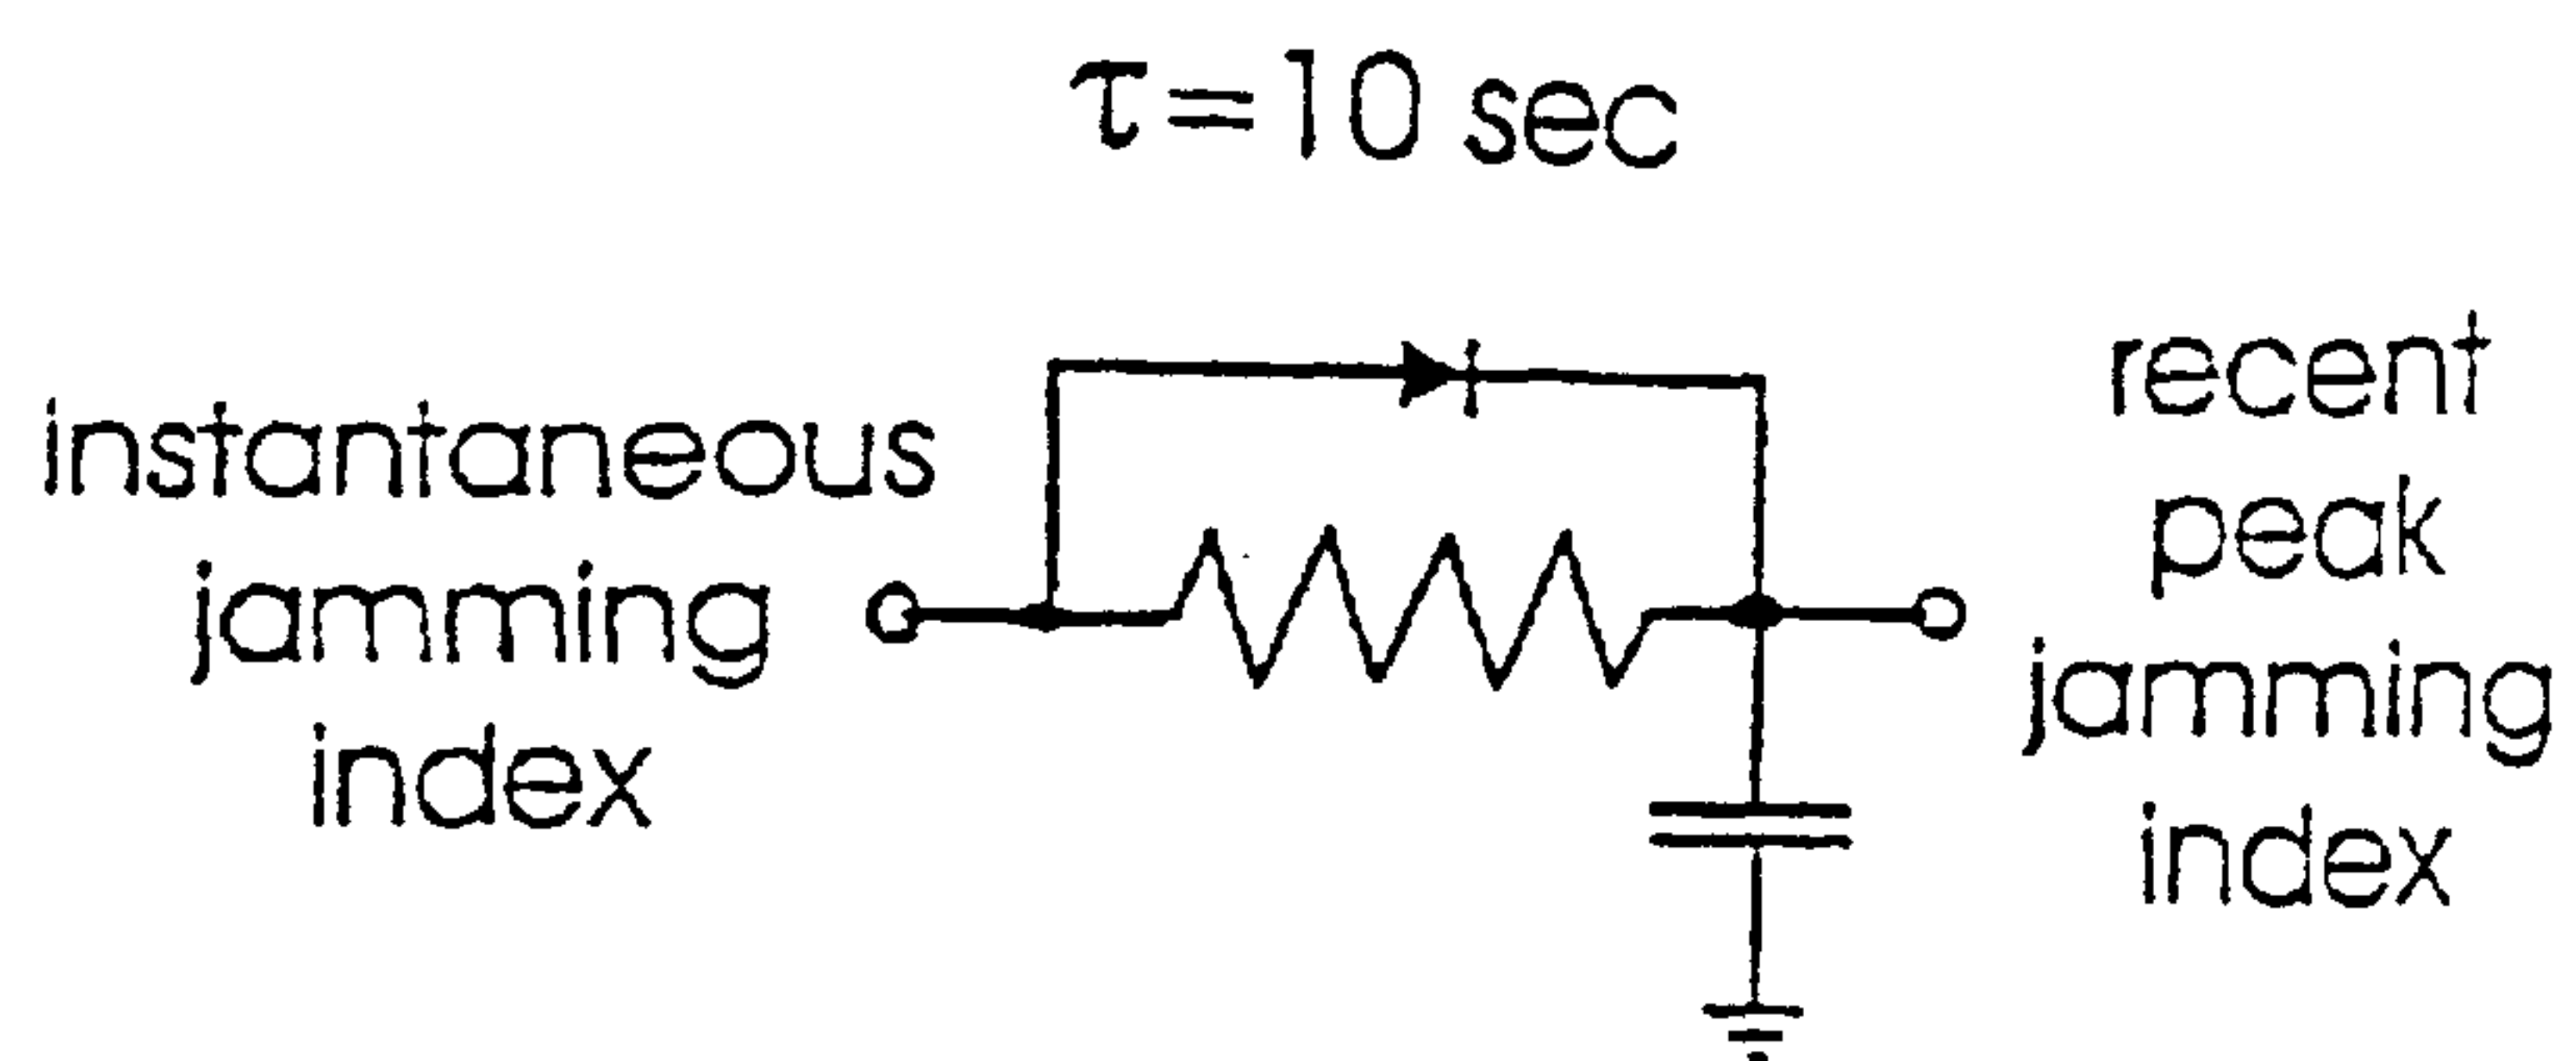 τ=10 sec
instantaneous
jamming
index
recent
peak
jamming
index